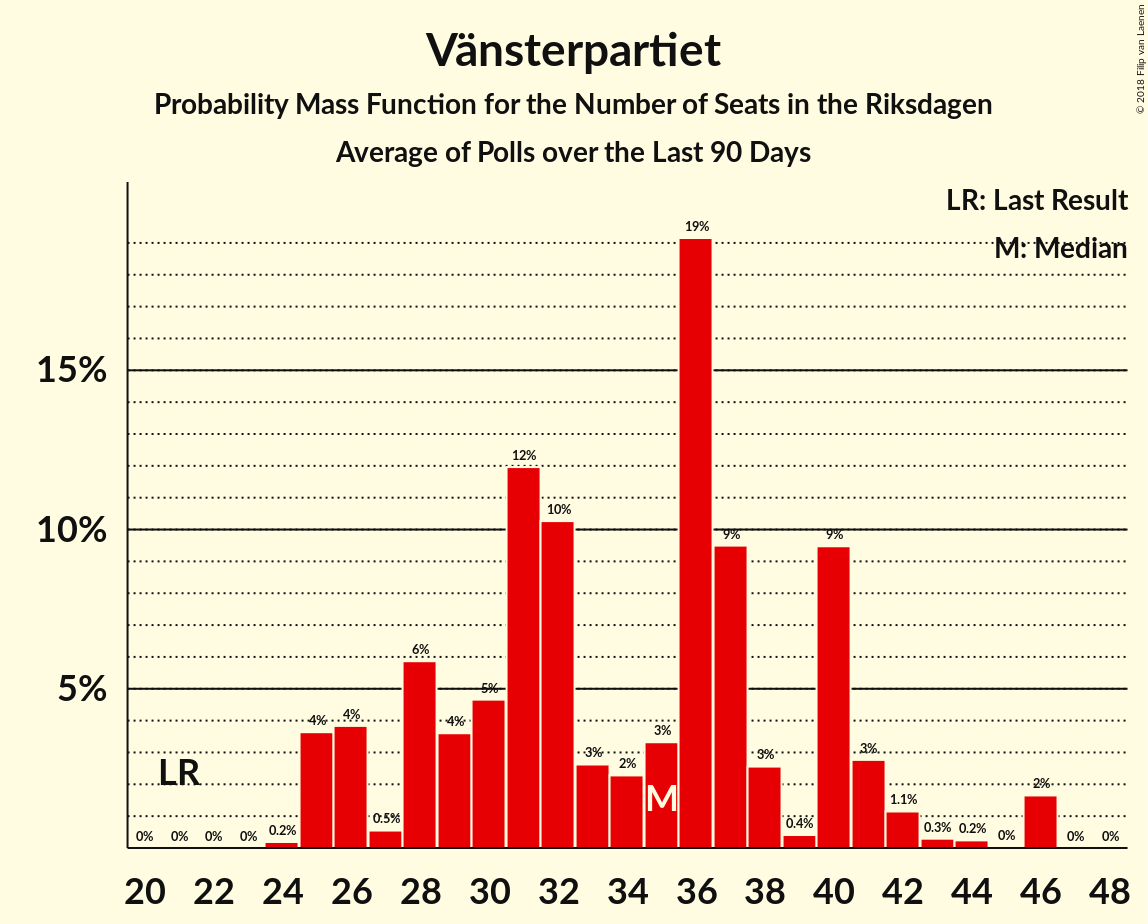 Vänsterpartiet
Probability Mass Function for the Number of Seats in the Riksdagen
Average of Polls over the Last 90 Days
© 2018 Filip van Laenen
LR: Last Result
M: Median
15%
10%
5%
LR
M
0% 0% 0% 0% 0.2% 4% 4% 0.5% 6% 4% 5% 12% 10% 3% 2% 3% 19% 9% 3% 0.4% 9% 3% 1.1% 0.3% 0.2% 0% 2% 0% 0%
20 22 24 26 28 30 32 34 36 38 40 42 44 46 48